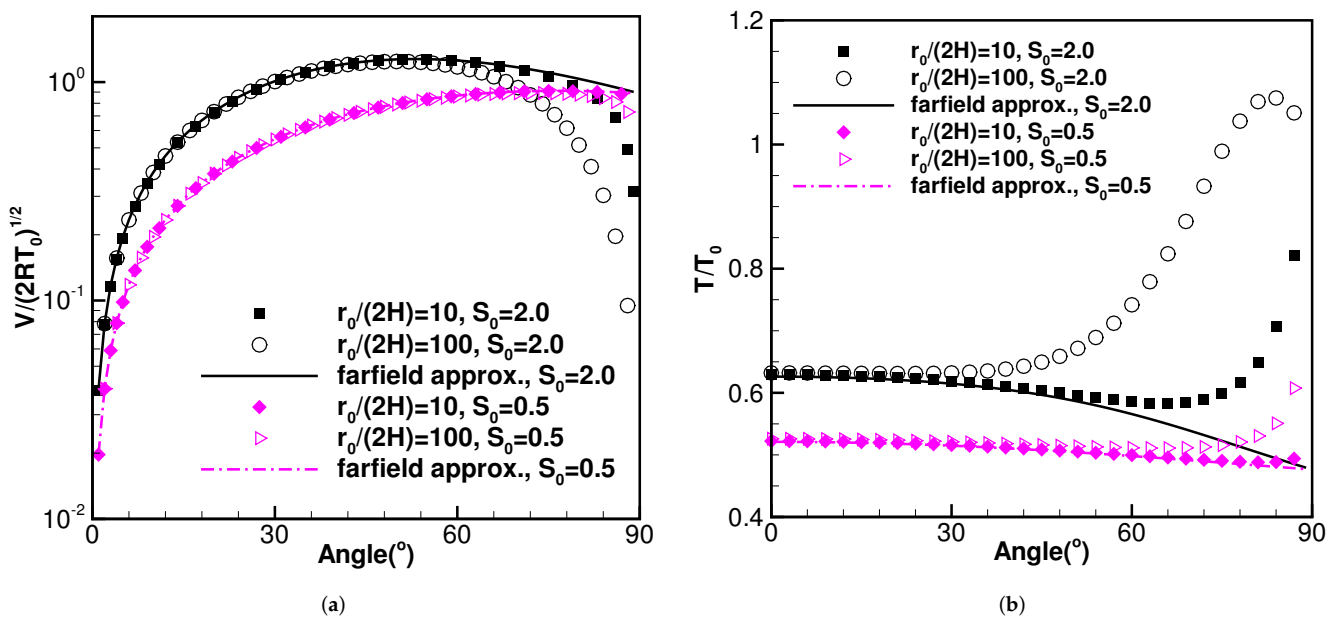 V/(2RT₀)^1/2
10⁰
10⁻¹
10⁻²
r₀/(2H)=10, S₀=2.0
r₀/(2H)=100, S₀=2.0
farfield approx., S₀=2.0
r₀/(2H)=10, S₀=0.5
r₀/(2H)=100, S₀=0.5
farfield approx., S₀=0.5
0 30 60 90
Angle(°)
(a)
T/T₀
1.2
1
0.8
0.6
0.4
r₀/(2H)=10, S₀=2.0
r₀/(2H)=100, S₀=2.0
farfield approx., S₀=2.0
r₀/(2H)=10, S₀=0.5
r₀/(2H)=100, S₀=0.5
farfield approx., S₀=0.5
0 30 60 90
Angle(°)
(b)